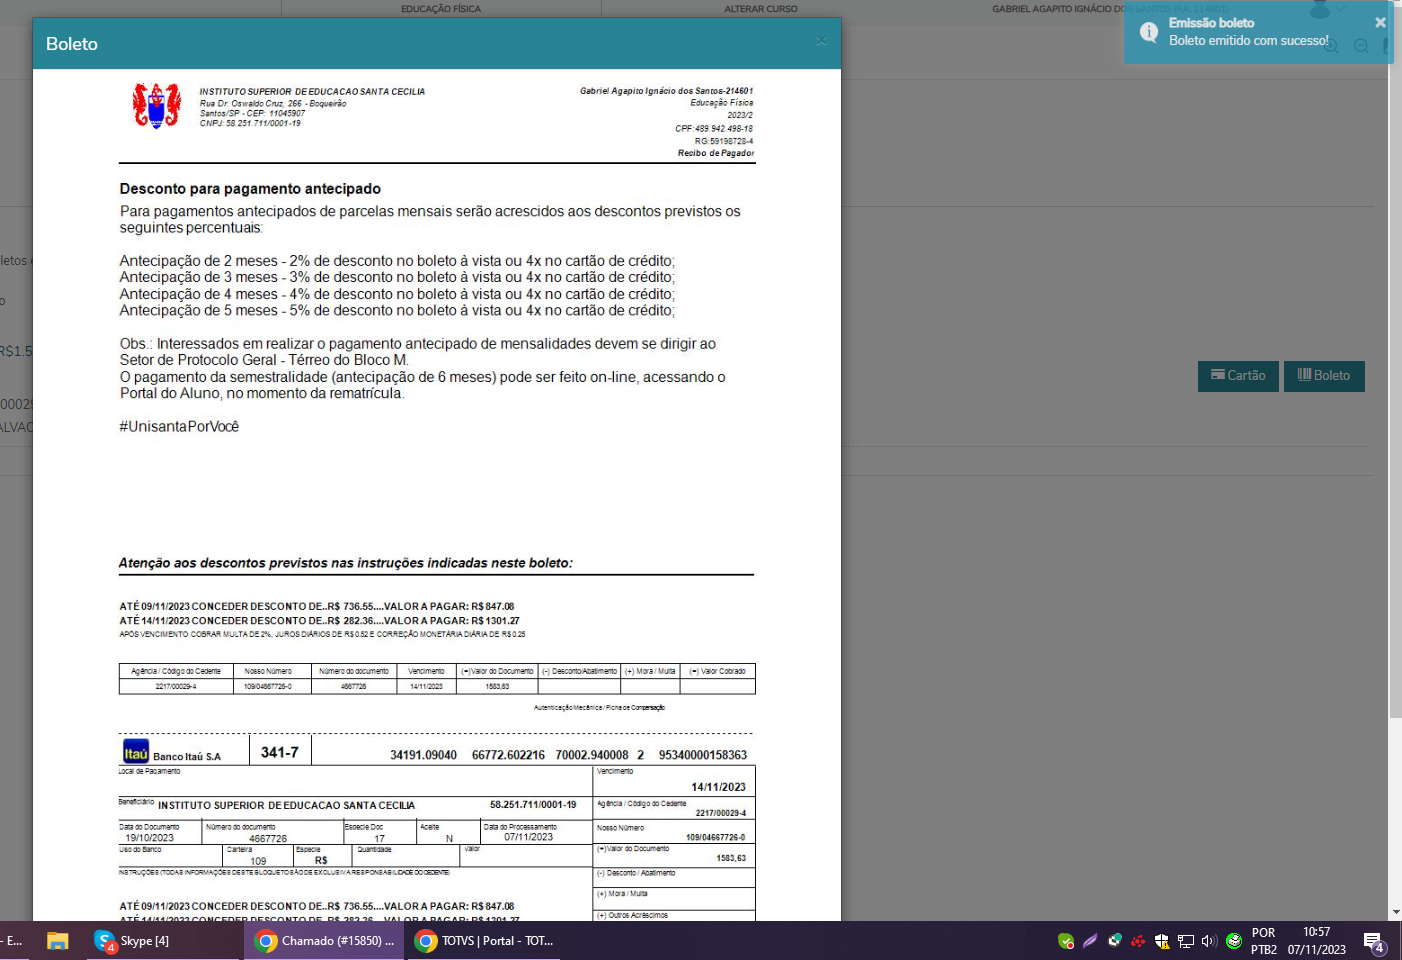 EDUCAÇÃO FÍSICA
ALTERAR CURSO
GABRIEL AGAPITO IGNÁCIO DOS SANTOS (RA: 214601)
Emissão boleto
Boleto emitido com sucesso!
Boleto
INSTITUTO SUPERIOR DE EDUCACAO SANTA CECILIA
Rua Dr. Oswaldo Cruz, 266 - Boqueirão
Santos/SP - CEP: 11045907
CNPJ: 58.251.711/0001-19
Gabriel Agapito Ignácio dos Santos-214601
Educação Física
2023/2
CPF:489.942.498-18
RG:59198728-4
Recibo de Pagador
Desconto para pagamento antecipado
Para pagamentos antecipados de parcelas mensais serão acrescidos aos descontos previstos os
seguintes percentuais:
Antecipação de 2 meses - 2% de desconto no boleto à vista ou 4x no cartão de crédito;
Antecipação de 3 meses - 3% de desconto no boleto à vista ou 4x no cartão de crédito;
Antecipação de 4 meses - 4% de desconto no boleto à vista ou 4x no cartão de crédito;
Antecipação de 5 meses - 5% de desconto no boleto à vista ou 4x no cartão de crédito;
Obs.: Interessados em realizar o pagamento antecipado de mensalidades devem se dirigir ao
Setor de Protocolo Geral - Térreo do Bloco M.
O pagamento da semestralidade (antecipação de 6 meses) pode ser feito on-line, acessando o
Portal do Aluno, no momento da rematrícula.
#UnisantaPorVocê
letos
o
R$1.5
00029
ALVAC
Cartão
Boleto
Atenção aos descontos previstos nas instruções indicadas neste boleto:
ATÉ 09/11/2023 CONCEDER DESCONTO DE..R$ 736.55....VALOR A PAGAR: R$ 847.08
ATÉ 14/11/2023 CONCEDER DESCONTO DE..R$ 282.36....VALOR A PAGAR: R$ 1301.27
APÓS VENCIMENTO COBRAR MULTA DE 2%, JUROS DIÁRIOS DE R$ 0.52 E CORREÇÃO MONETÁRIA DIÁRIA DE R$ 0.25
Agência / Código do Cedente Nosso Número Número do documento Vencimento (=)Valor do Documento (-) Desconto/Abatimento (+) Mora / Multa (=) Valor Cobrado
2217/00029-4 109/04667726-0 4667726 14/11/2023 1583,63
Autenticação Mecânica / Ficha de Compensação
Itaú Banco Itaú S.A 341-7 34191.09040 66772.602216 70002.940008 2 95340000158363
Local de Pagamento
Vencimento
14/11/2023
Beneficiário INSTITUTO SUPERIOR DE EDUCACAO SANTA CECILIA 58.251.711/0001-19
Agência / Código do Cedente
2217/00029-4
Data do Documento Número do documento Especie Doc Aceite Data do Processamento
19/10/2023 4667726 17 N 07/11/2023
Nosso Número
109/04667726-0
Uso do Banco Carteira Especie Quantidade Valor
109 R$
(=)Valor do Documento
1583,63
INSTRUÇÕES (TODAS INFORMAÇÕES DESTE BLOQUETO SÃO DE EXCLUSIVA RESPONSABILIDADE DO CEDENTE)
(-) Desconto / Abatimento
(+) Mora / Multa
(+) Outros Acréscimos
ATÉ 09/11/2023 CONCEDER DESCONTO DE..R$ 736.55....VALOR A PAGAR: R$ 847.08
ATÉ 14/11/2023 CONCEDER DESCONTO DE..R$ 282.36....VALOR A PAGAR: R$ 1301.27
- E...
Skype [4]
Chamado (#15850) ...
TOTVS | Portal - TOT...
POR
PTB2
10:57
07/11/2023
4
4